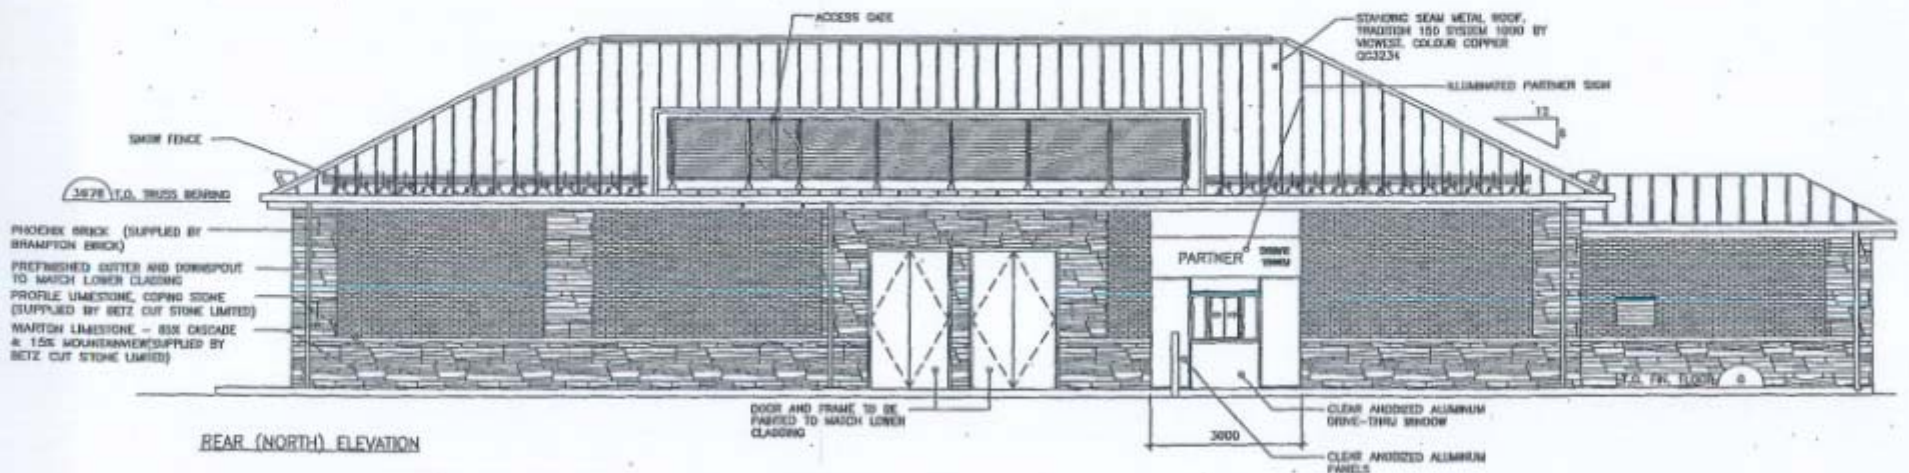 ACCESS GATE
STANDING SEAM METAL ROOF,
TRADITION 150 SYSTEM 1000 BY
VICWEST, COLOUR COPPER
QC3234
ILLUMINATED PARTNER SIGN
12
6
SNOW FENCE
T.O. TRUSS BEARING
PHOENIX BRICK (SUPPLIED BY
BRAMPTON BRICK)
PREFINISHED GUTTER AND DOWNSPOUT
TO MATCH LOWER CLADDING
PROFILE LIMESTONE, COPING STONE
(SUPPLIED BY BETZ CUT STONE LIMITED)
MARTON LIMESTONE - 85% CASCADE
& 15% MOUNTAINVIEW(SUPPLIED BY
BETZ CUT STONE LIMITED)
PARTNER
DRIVE
THRU
T.O. FIN. FLOOR
0
DOOR AND FRAME TO BE
PAINTED TO MATCH LOWER
CLADDING
3000
CLEAR ANODIZED ALUMINUM
DRIVE-THRU WINDOW
CLEAR ANODIZED ALUMINUM
PANELS
REAR (NORTH) ELEVATION